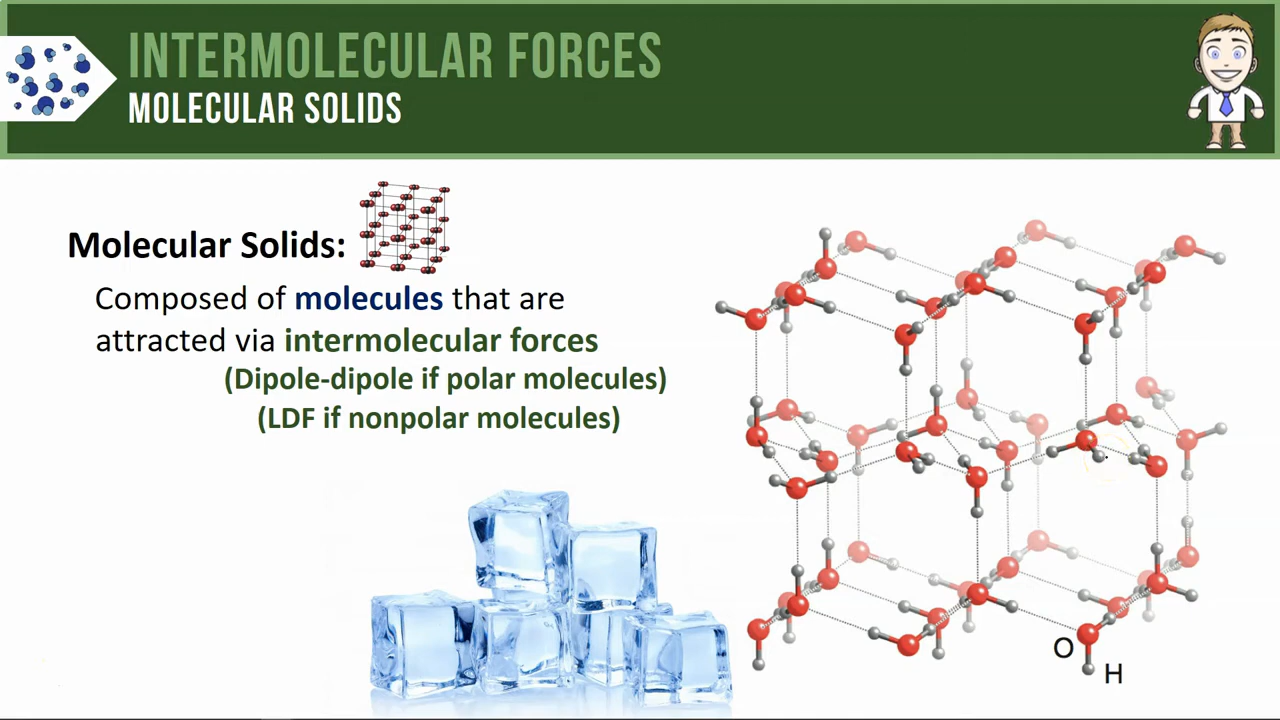 INTERMOLECULAR FORCES
MOLECULAR SOLIDS
Molecular Solids:
Composed of molecules that are
attracted via intermolecular forces
(Dipole-dipole if polar molecules)
(LDF if nonpolar molecules)
O
H